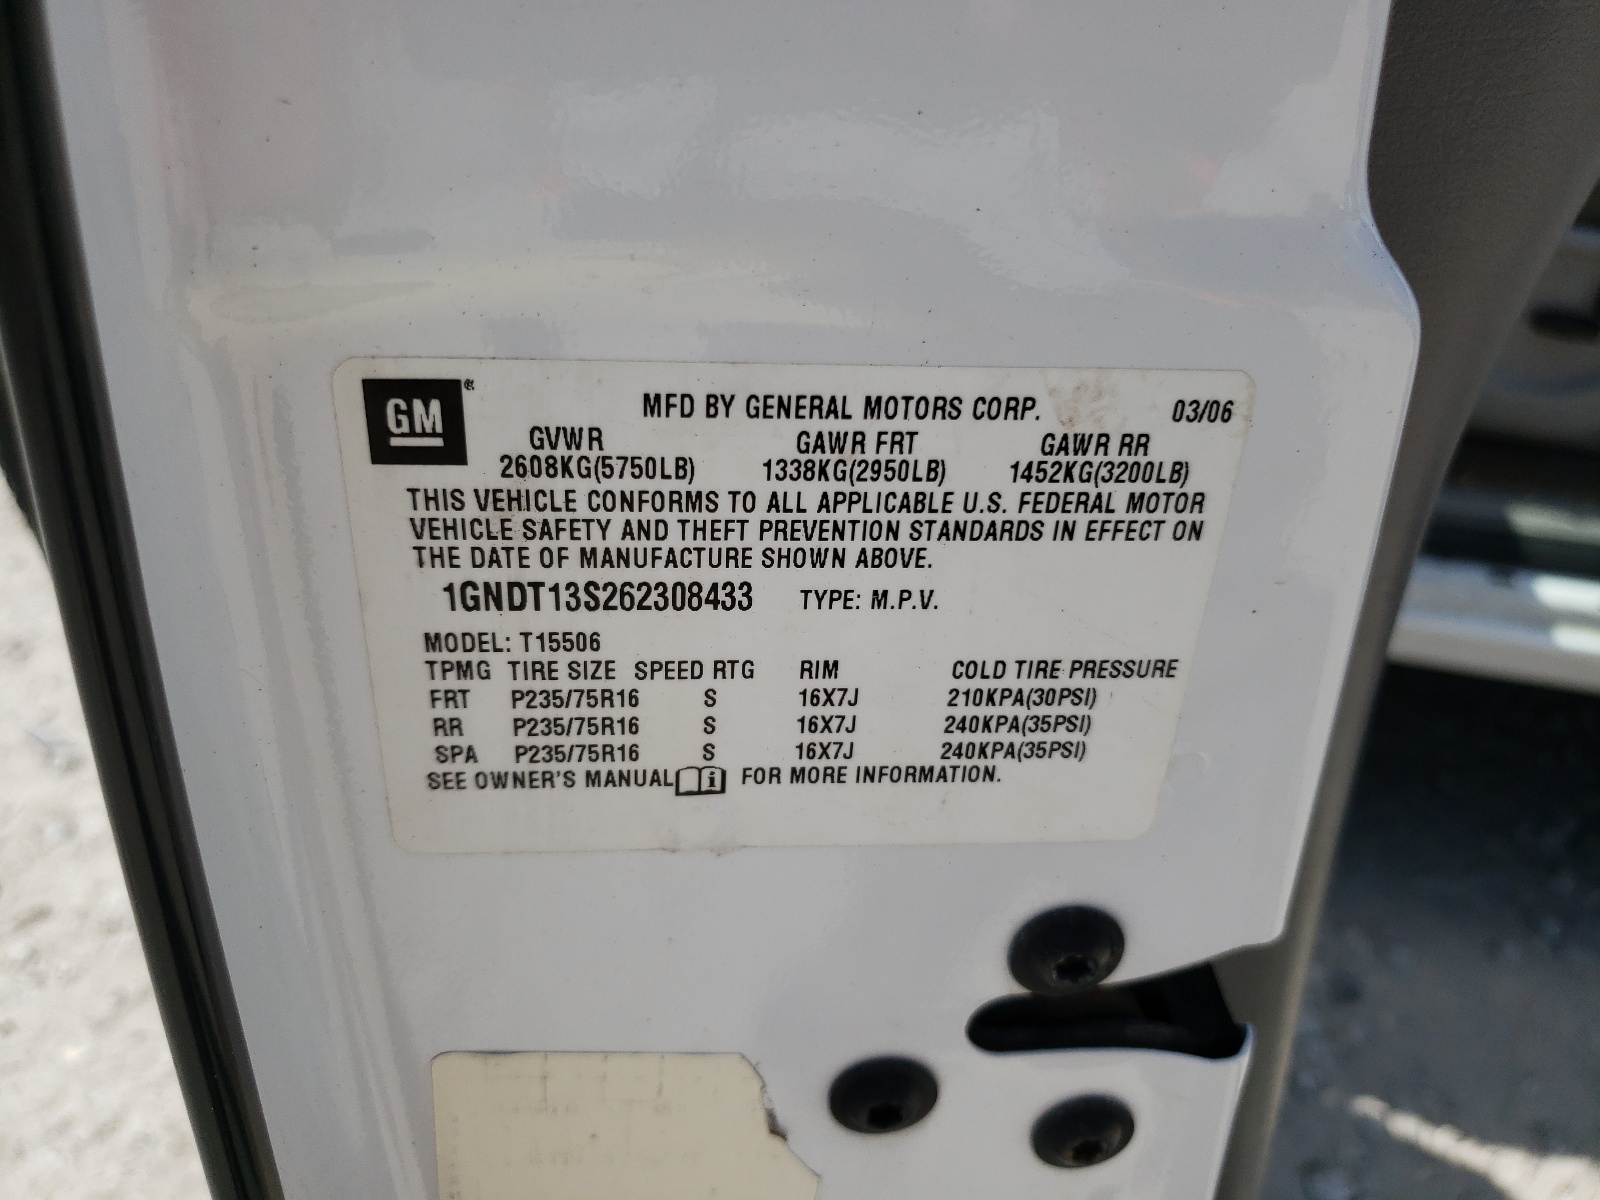 GM
MFD BY GENERAL MOTORS CORP. 03/06
GVWR GAWR FRT GAWR RR
2608KG(5750LB) 1338KG(2950LB) 1452KG(3200LB)
THIS VEHICLE CONFORMS TO ALL APPLICABLE U.S. FEDERAL MOTOR
VEHICLE SAFETY AND THEFT PREVENTION STANDARDS IN EFFECT ON
THE DATE OF MANUFACTURE SHOWN ABOVE.
1GNDT13S262308433 TYPE: M.P.V.
MODEL: T15506
TPMG TIRE SIZE SPEED RTG RIM COLD TIRE PRESSURE
FRT P235/75R16 S 16X7J 210KPA(30PSI)
RR P235/75R16 S 16X7J 240KPA(35PSI)
SPA P235/75R16 S 16X7J 240KPA(35PSI)
SEE OWNER'S MANUAL i FOR MORE INFORMATION.